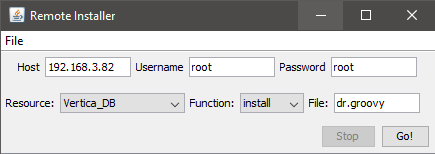 Remote Installer
File
Host 192.168.3.82 Username root Password root
Resource: Vertica_DB Function: install File: dr.groovy
Stop Go!